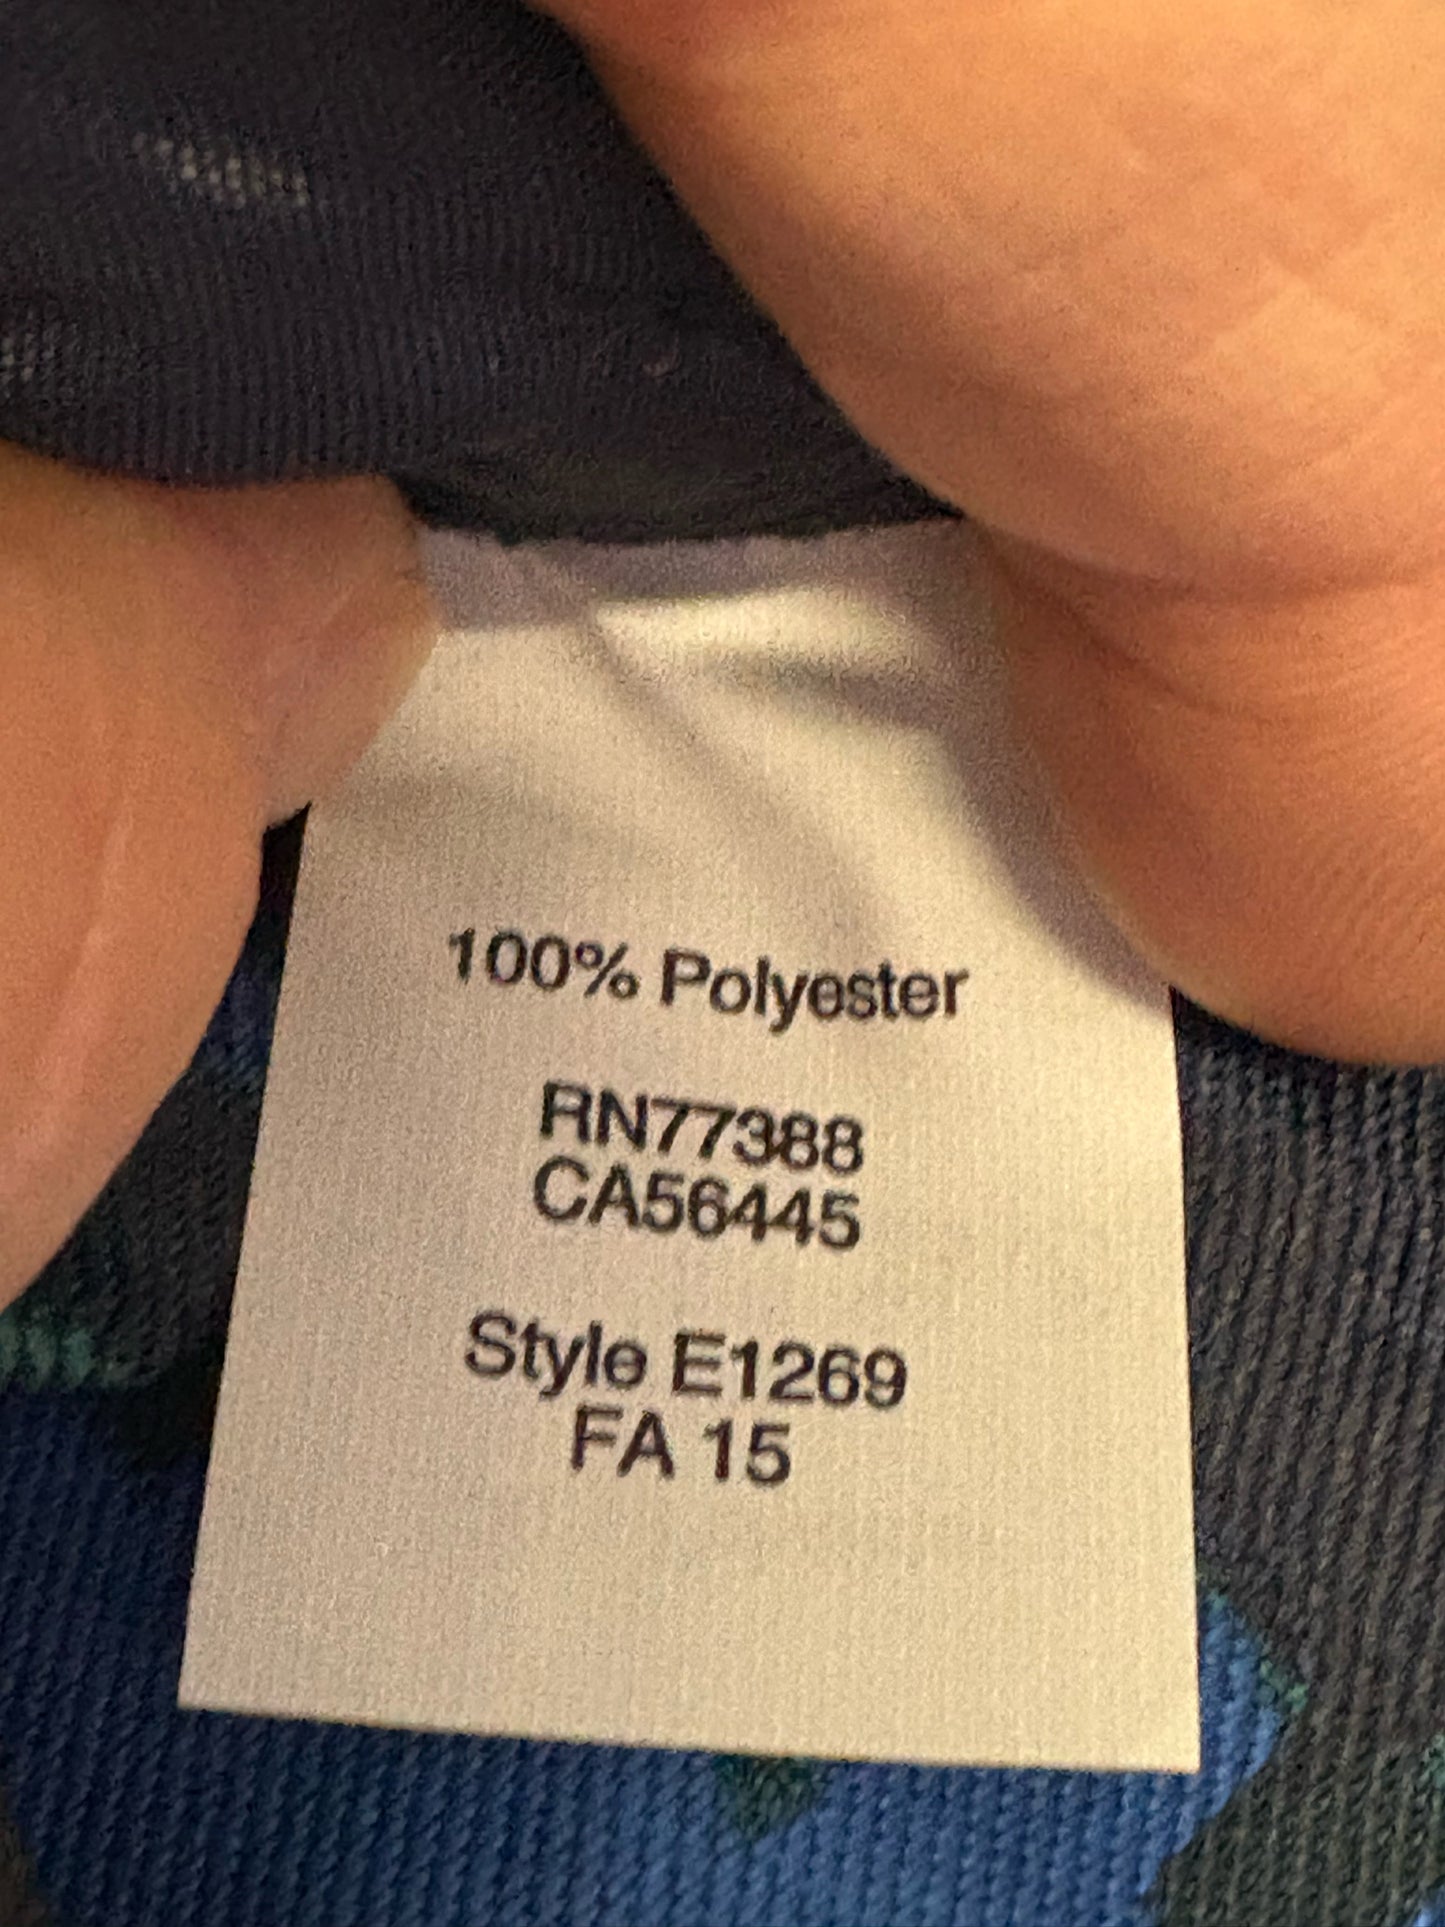 100% Polyester
RN77388
CA56445
Style E1269
FA 15